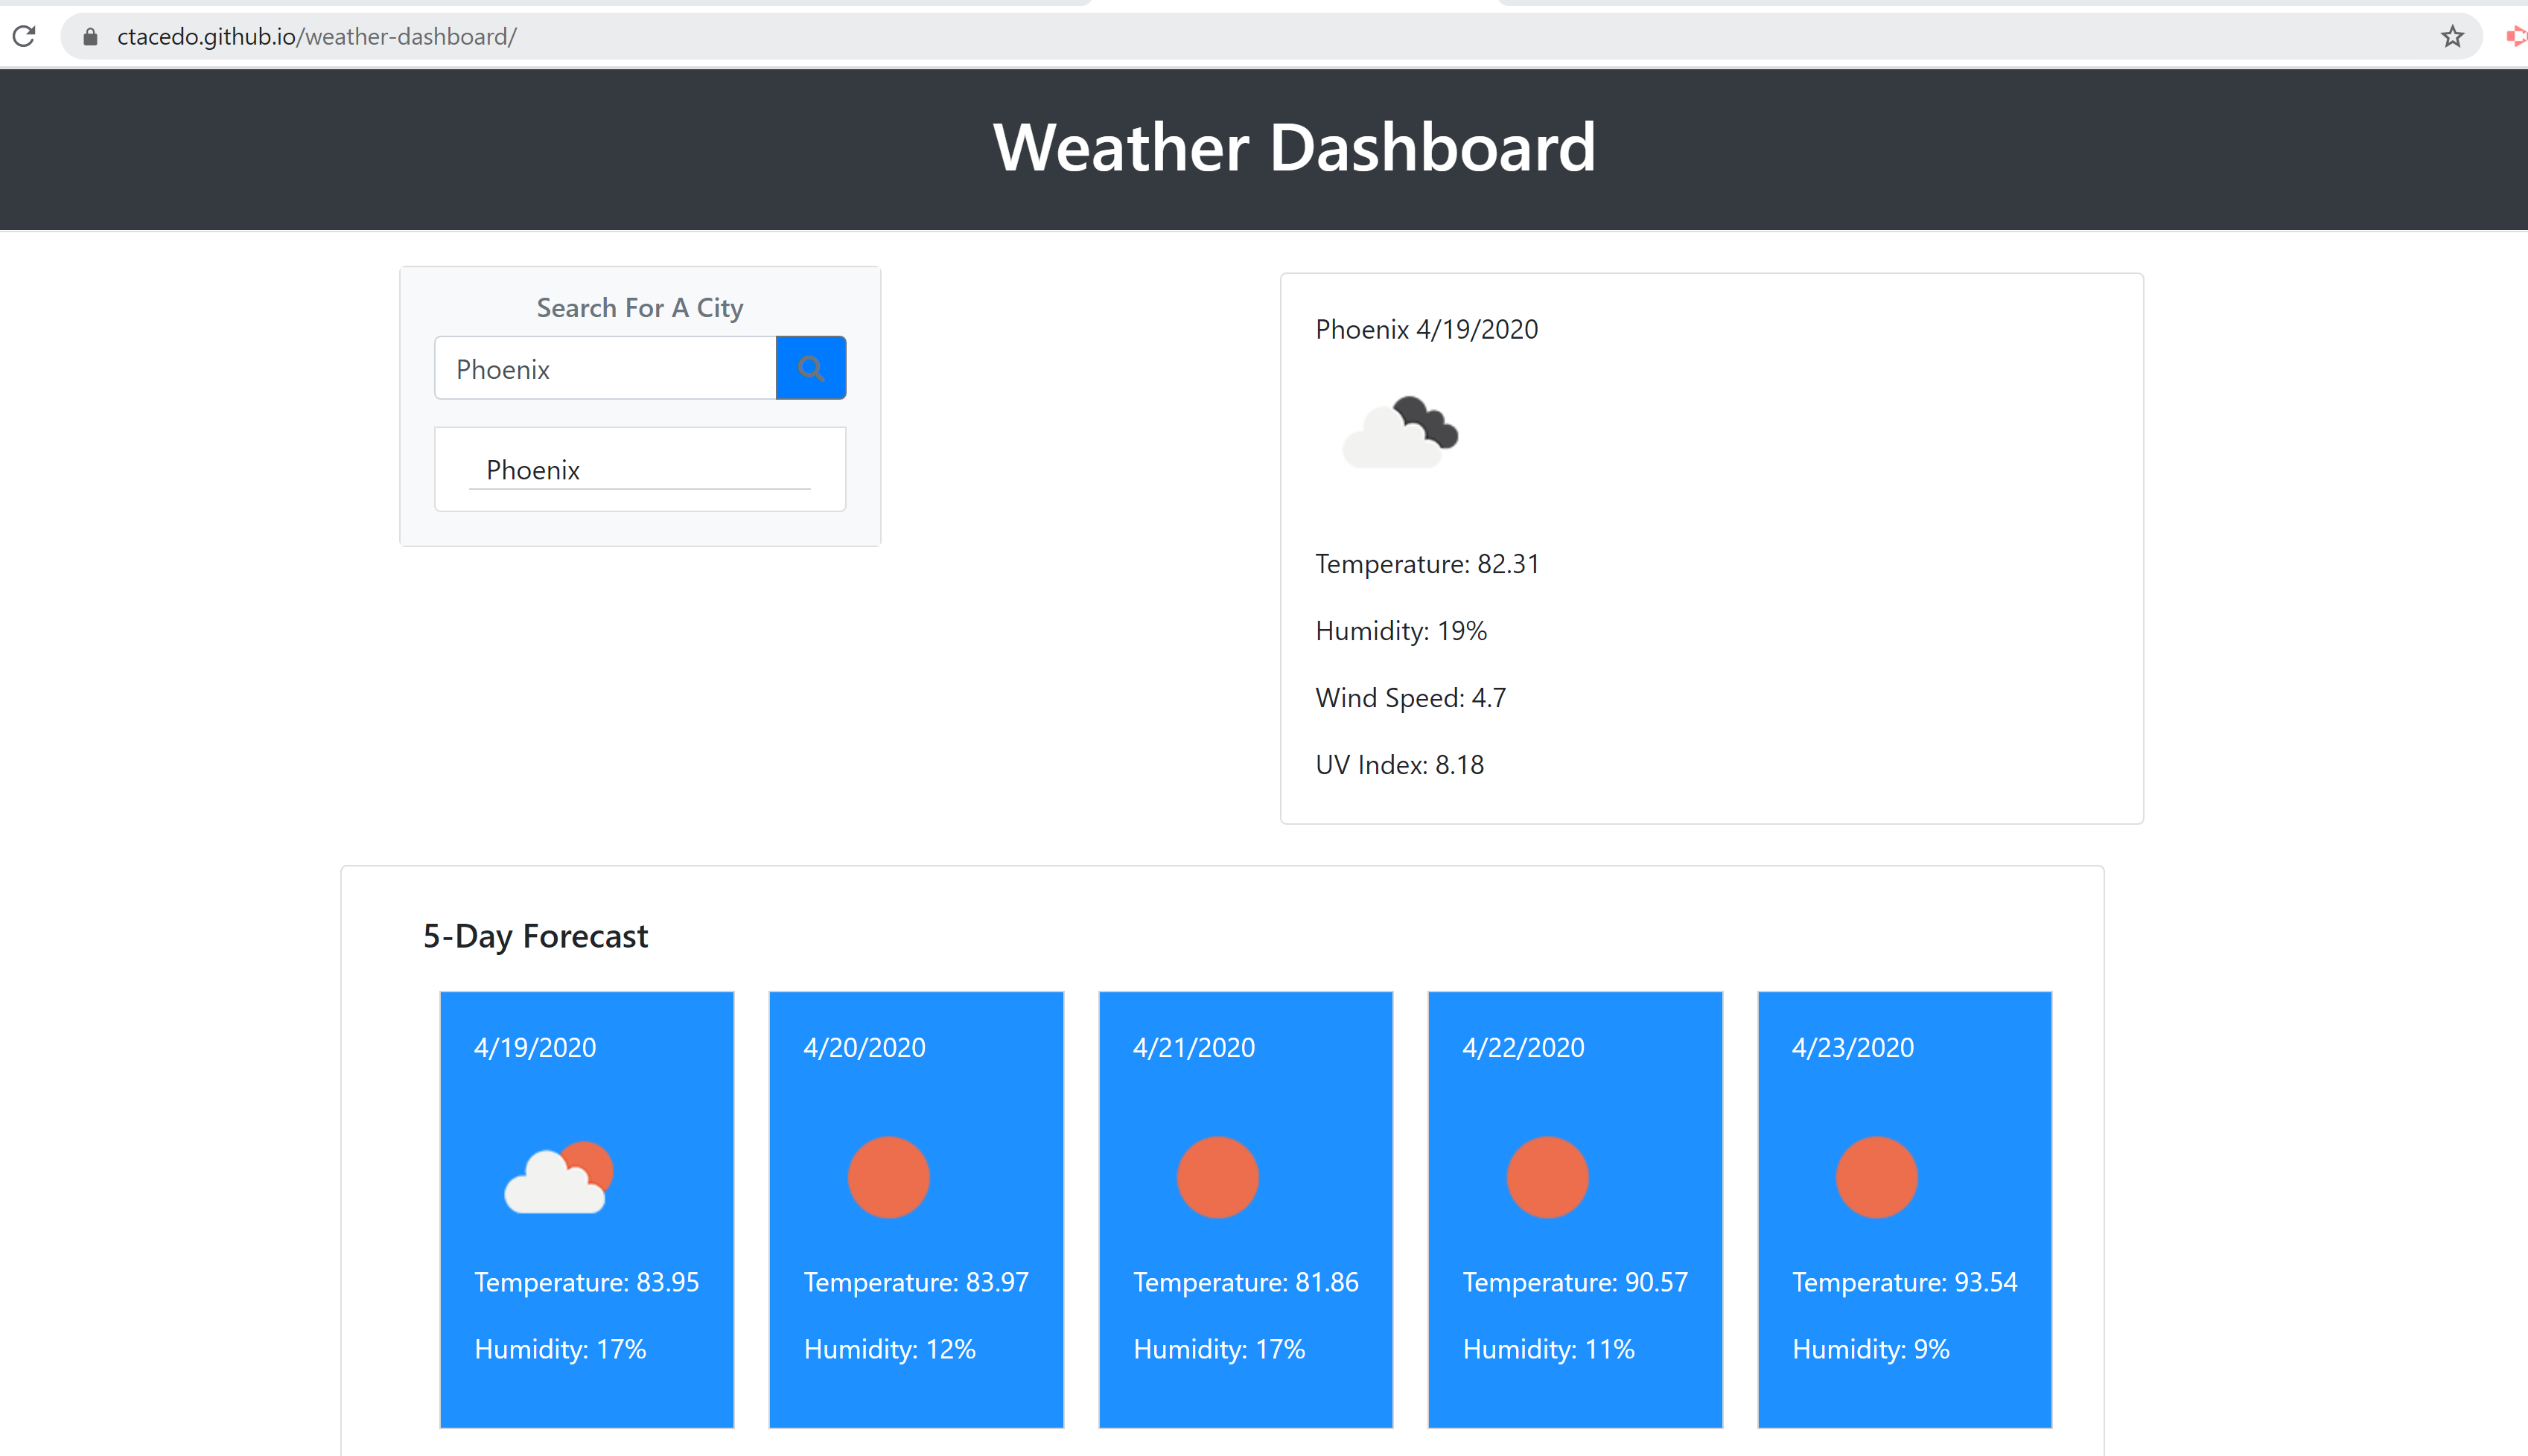 ctacedo.github.io/weather-dashboard/
Weather Dashboard
Search For A City
Phoenix
Phoenix
Phoenix 4/19/2020
Temperature: 82.31
Humidity: 19%
Wind Speed: 4.7
UV Index: 8.18
5-Day Forecast
4/19/2020
Temperature: 83.95
Humidity: 17%
4/20/2020
Temperature: 83.97
Humidity: 12%
4/21/2020
Temperature: 81.86
Humidity: 17%
4/22/2020
Temperature: 90.57
Humidity: 11%
4/23/2020
Temperature: 93.54
Humidity: 9%